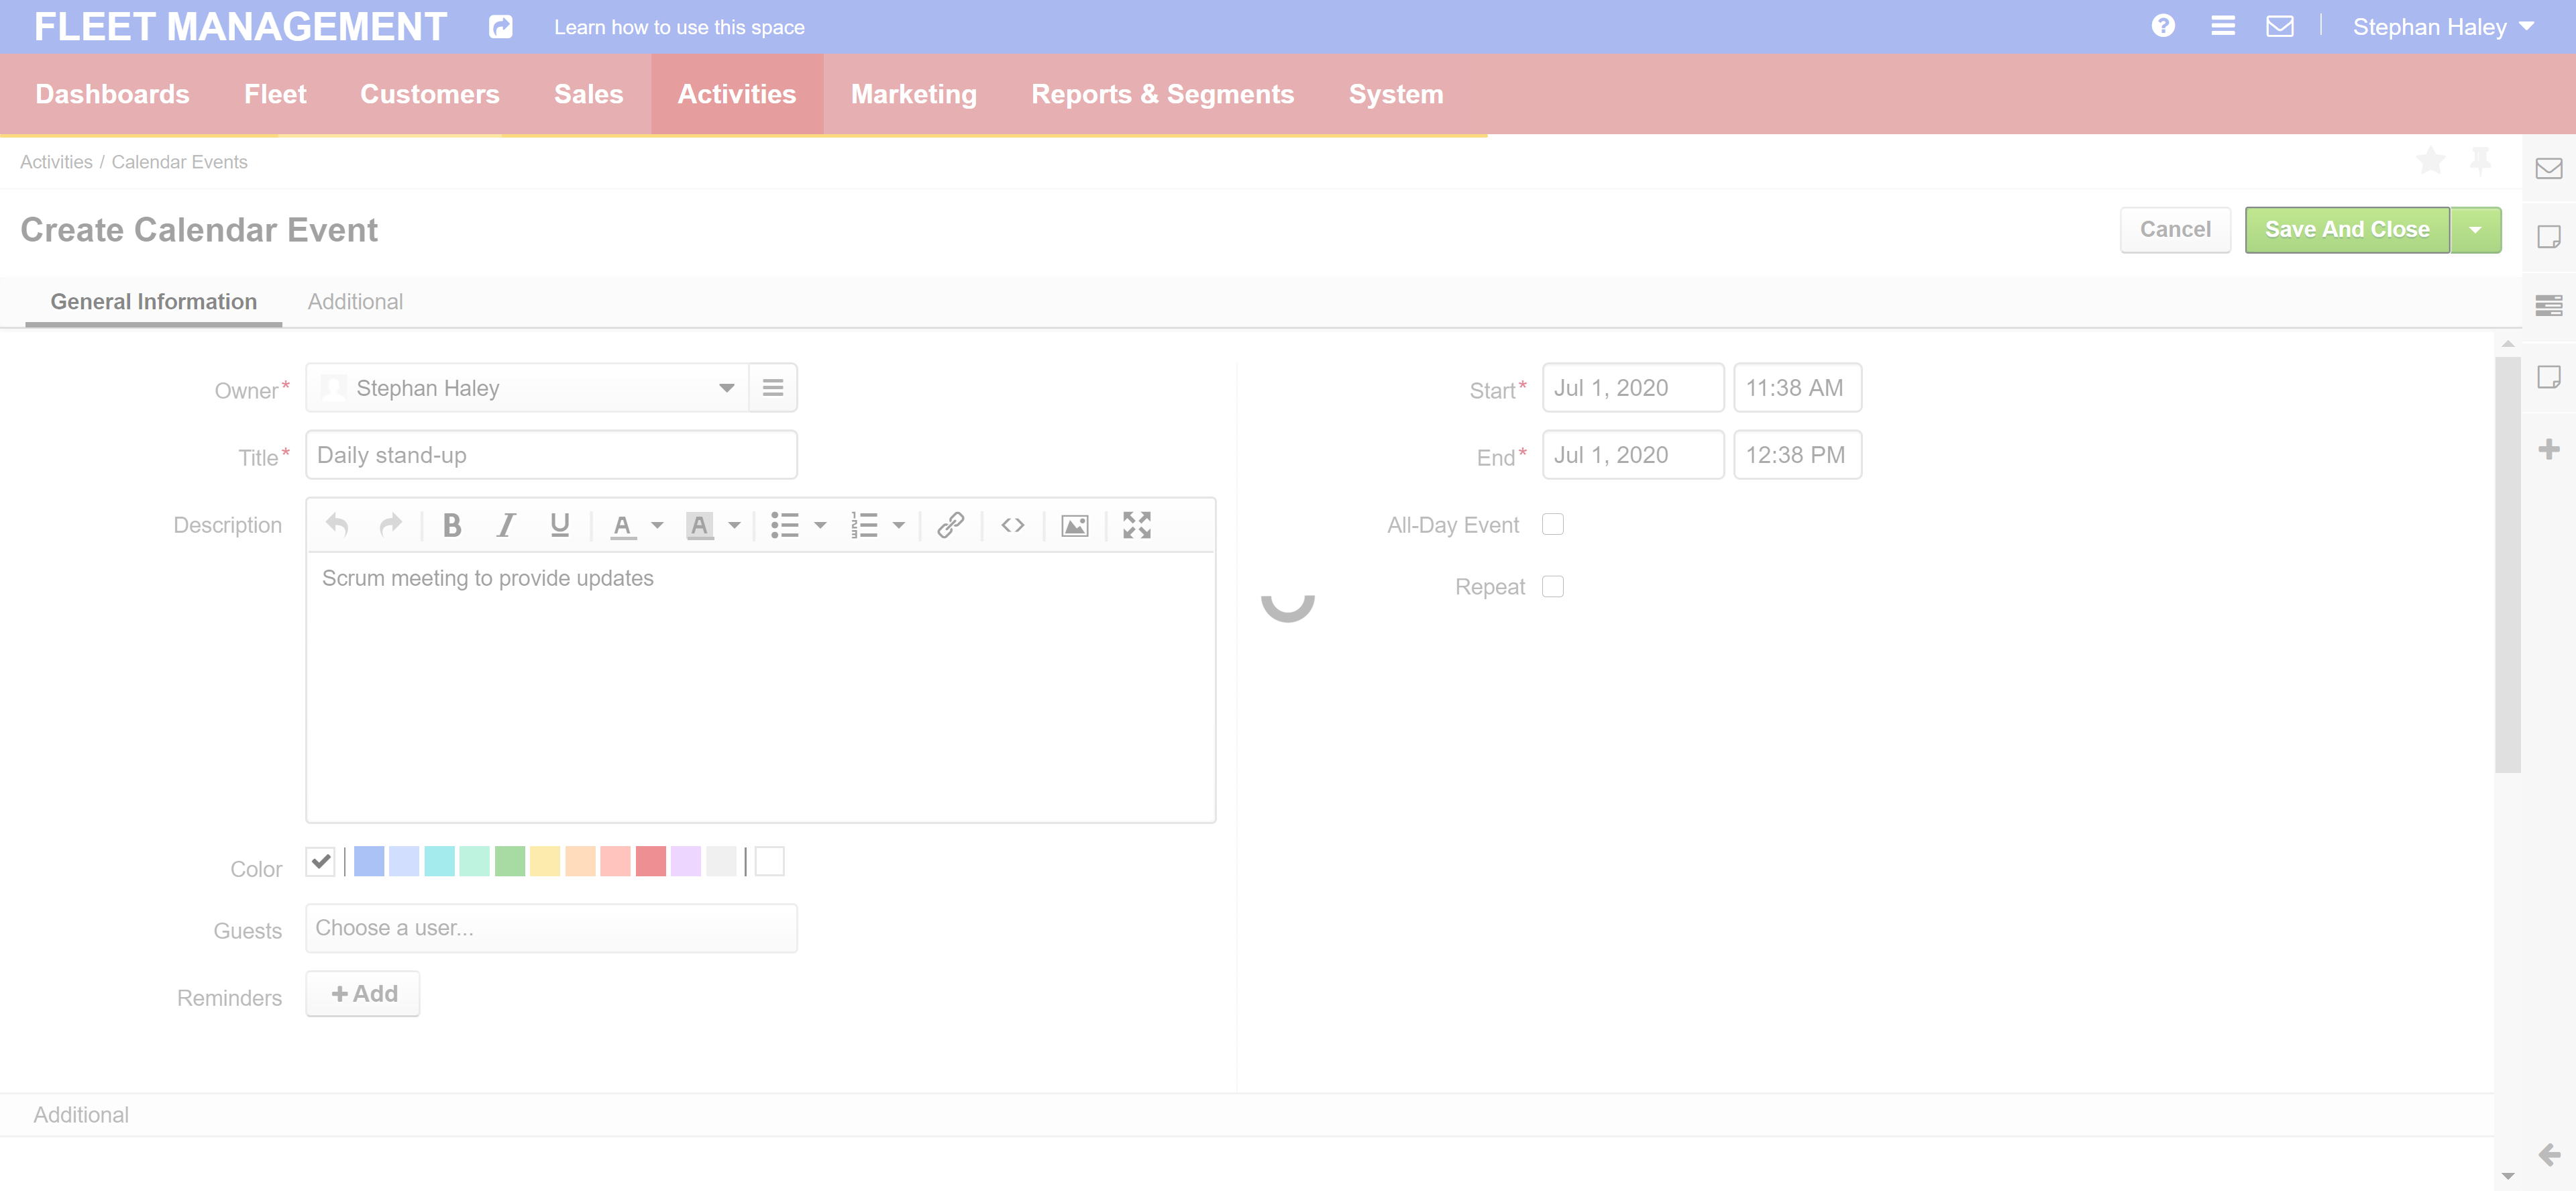 FLEET MANAGEMENT
Learn how to use this space
Stephan Haley
Dashboards
Fleet
Customers
Sales
Activities
Marketing
Reports & Segments
System
Activities / Calendar Events
Create Calendar Event
Cancel
Save And Close
General Information
Additional
Owner*
Stephan Haley
Title*
Daily stand-up
Description
Scrum meeting to provide updates
Color
Guests
Choose a user...
Reminders
+ Add
Start*
Jul 1, 2020
11:38 AM
End*
Jul 1, 2020
12:38 PM
All-Day Event
Repeat
Additional